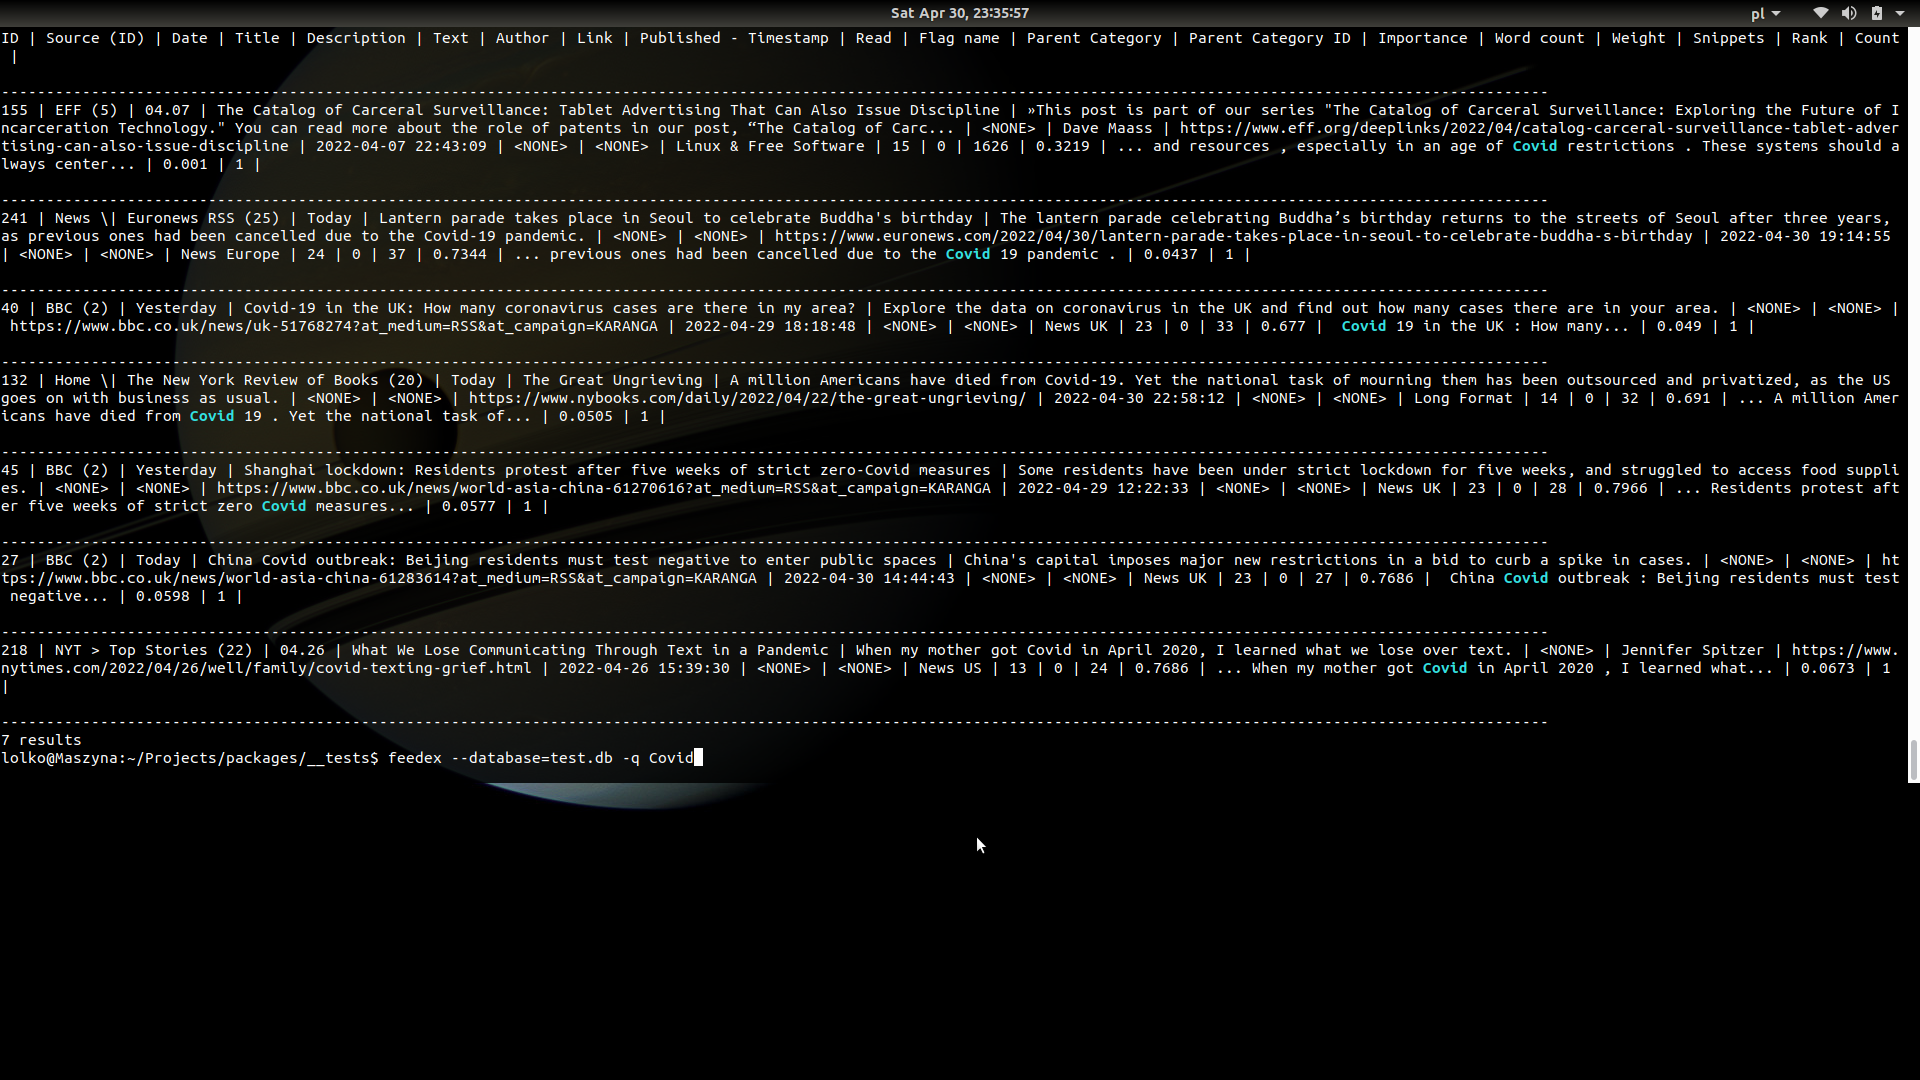 Sat Apr 30, 23:35:57
pl
ID | Source (ID) | Date | Title | Description | Text | Author | Link | Published - Timestamp | Read | Flag name | Parent Category | Parent Category ID | Importance | Word count | Weight | Snippets | Rank | Count
|
----------------------------------------------------------------------------------------------------------------------------------------------------------------------------
155 | EFF (5) | 04.07 | The Catalog of Carceral Surveillance: Tablet Advertising That Can Also Issue Discipline | »This post is part of our series "The Catalog of Carceral Surveillance: Exploring the Future of I
ncarceration Technology." You can read more about the role of patents in our post, “The Catalog of Carc... | <NONE> | Dave Maass | https://www.eff.org/deeplinks/2022/04/catalog-carceral-surveillance-tablet-adver
tising-can-also-issue-discipline | 2022-04-07 22:43:09 | <NONE> | <NONE> | Linux & Free Software | 15 | 0 | 1626 | 0.3219 | ... and resources , especially in an age of Covid restrictions . These systems should a
lways center... | 0.001 | 1 |
----------------------------------------------------------------------------------------------------------------------------------------------------------------------------
241 | News \| Euronews RSS (25) | Today | Lantern parade takes place in Seoul to celebrate Buddha's birthday | The lantern parade celebrating Buddha’s birthday returns to the streets of Seoul after three years,
as previous ones had been cancelled due to the Covid-19 pandemic. | <NONE> | <NONE> | https://www.euronews.com/2022/04/30/lantern-parade-takes-place-in-seoul-to-celebrate-buddha-s-birthday | 2022-04-30 19:14:55
| <NONE> | <NONE> | News Europe | 24 | 0 | 37 | 0.7344 | ... previous ones had been cancelled due to the Covid 19 pandemic . | 0.0437 | 1 |
----------------------------------------------------------------------------------------------------------------------------------------------------------------------------
40 | BBC (2) | Yesterday | Covid-19 in the UK: How many coronavirus cases are there in my area? | Explore the data on coronavirus in the UK and find out how many cases there are in your area. | <NONE> | <NONE> |
https://www.bbc.co.uk/news/uk-51768274?at_medium=RSS&at_campaign=KARANGA | 2022-04-29 18:18:48 | <NONE> | <NONE> | News UK | 23 | 0 | 33 | 0.677 |  Covid 19 in the UK : How many... | 0.049 | 1 |
----------------------------------------------------------------------------------------------------------------------------------------------------------------------------
132 | Home \| The New York Review of Books (20) | Today | The Great Ungrieving | A million Americans have died from Covid-19. Yet the national task of mourning them has been outsourced and privatized, as the US
goes on with business as usual. | <NONE> | <NONE> | https://www.nybooks.com/daily/2022/04/22/the-great-ungrieving/ | 2022-04-30 22:58:12 | <NONE> | <NONE> | Long Format | 14 | 0 | 32 | 0.691 | ... A million Amer
icans have died from Covid 19 . Yet the national task of... | 0.0505 | 1 |
----------------------------------------------------------------------------------------------------------------------------------------------------------------------------
45 | BBC (2) | Yesterday | Shanghai lockdown: Residents protest after five weeks of strict zero-Covid measures | Some residents have been under strict lockdown for five weeks, and struggled to access food suppli
es. | <NONE> | <NONE> | https://www.bbc.co.uk/news/world-asia-china-61270616?at_medium=RSS&at_campaign=KARANGA | 2022-04-29 12:22:33 | <NONE> | <NONE> | News UK | 23 | 0 | 28 | 0.7966 | ... Residents protest aft
er five weeks of strict zero Covid measures... | 0.0577 | 1 |
----------------------------------------------------------------------------------------------------------------------------------------------------------------------------
27 | BBC (2) | Today | China Covid outbreak: Beijing residents must test negative to enter public spaces | China's capital imposes major new restrictions in a bid to curb a spike in cases. | <NONE> | <NONE> | ht
tps://www.bbc.co.uk/news/world-asia-china-61283614?at_medium=RSS&at_campaign=KARANGA | 2022-04-30 14:44:43 | <NONE> | <NONE> | News UK | 23 | 0 | 27 | 0.7686 |  China Covid outbreak : Beijing residents must test
negative... | 0.0598 | 1 |
----------------------------------------------------------------------------------------------------------------------------------------------------------------------------
218 | NYT > Top Stories (22) | 04.26 | What We Lose Communicating Through Text in a Pandemic | When my mother got Covid in April 2020, I learned what we lose over text. | <NONE> | Jennifer Spitzer | https://www.
nytimes.com/2022/04/26/well/family/covid-texting-grief.html | 2022-04-26 15:39:30 | <NONE> | <NONE> | News US | 13 | 0 | 24 | 0.7686 | ... When my mother got Covid in April 2020 , I learned what... | 0.0673 | 1
|
----------------------------------------------------------------------------------------------------------------------------------------------------------------------------
7 results
lolko@Maszyna:~/Projects/packages/__tests$ feedex --database=test.db -q Covid